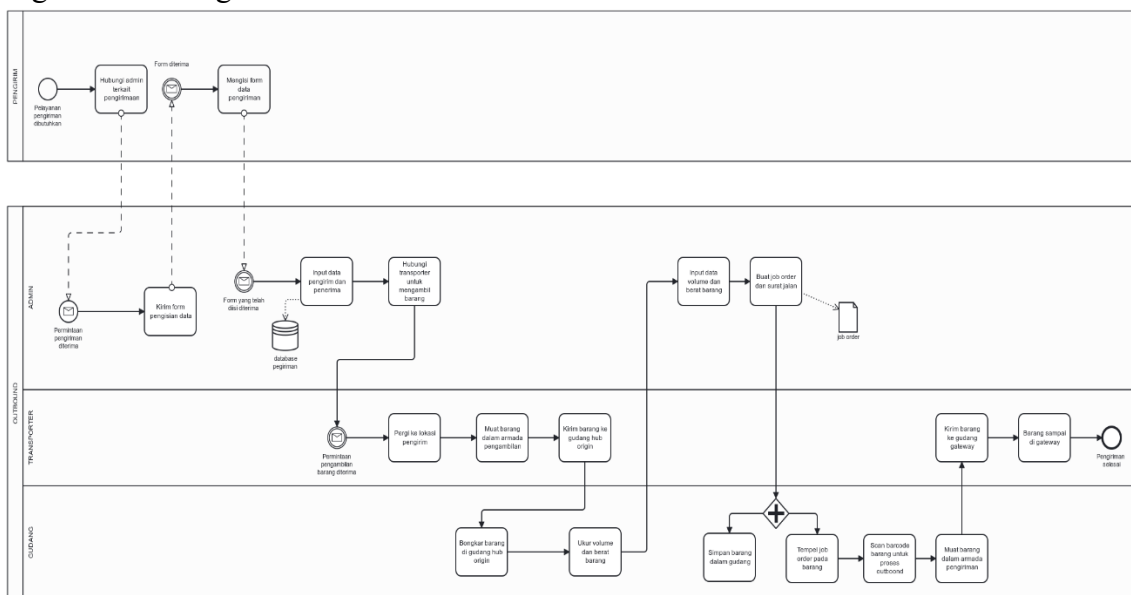 PENGIRIM
Pelayanan
pengiriman
dibutuhkan
Hubungi admin
terkait
pengirimaan
Form diterima
Mengisi form
data
pengiriman
OUTBOUND
ADMIN
Permintaan
pengiriman
diterima
Kirim form
pengisian data
Form yang telah
diisi diterima
Input data
pengirim dan
penerima
database
pegiriman
Hubungi
transporter
untuk
mengambil
barang
Input data
volume dan
berat barang
Buat job order
dan surat jalan
job order
TRANSPORTER
Permintaan
pengambilan
barang diterima
Pergi ke lokasi
pengirim
Muat barang
dalam armada
pengambilan
Kirim barang ke
gudang hub
origin
Kirim barang
ke gudang
gateway
Barang sampai
di gateway
Pengiriman
selesai
GUDANG
Bongkar barang
di gudang hub
origin
Ukur volume
dan berat
barang
Simpan barang
dalam gudang
Tempel job
order pada
barang
Scan barcode
barang untuk
proses
outbound
Muat barang
dalam armada
pengiriman